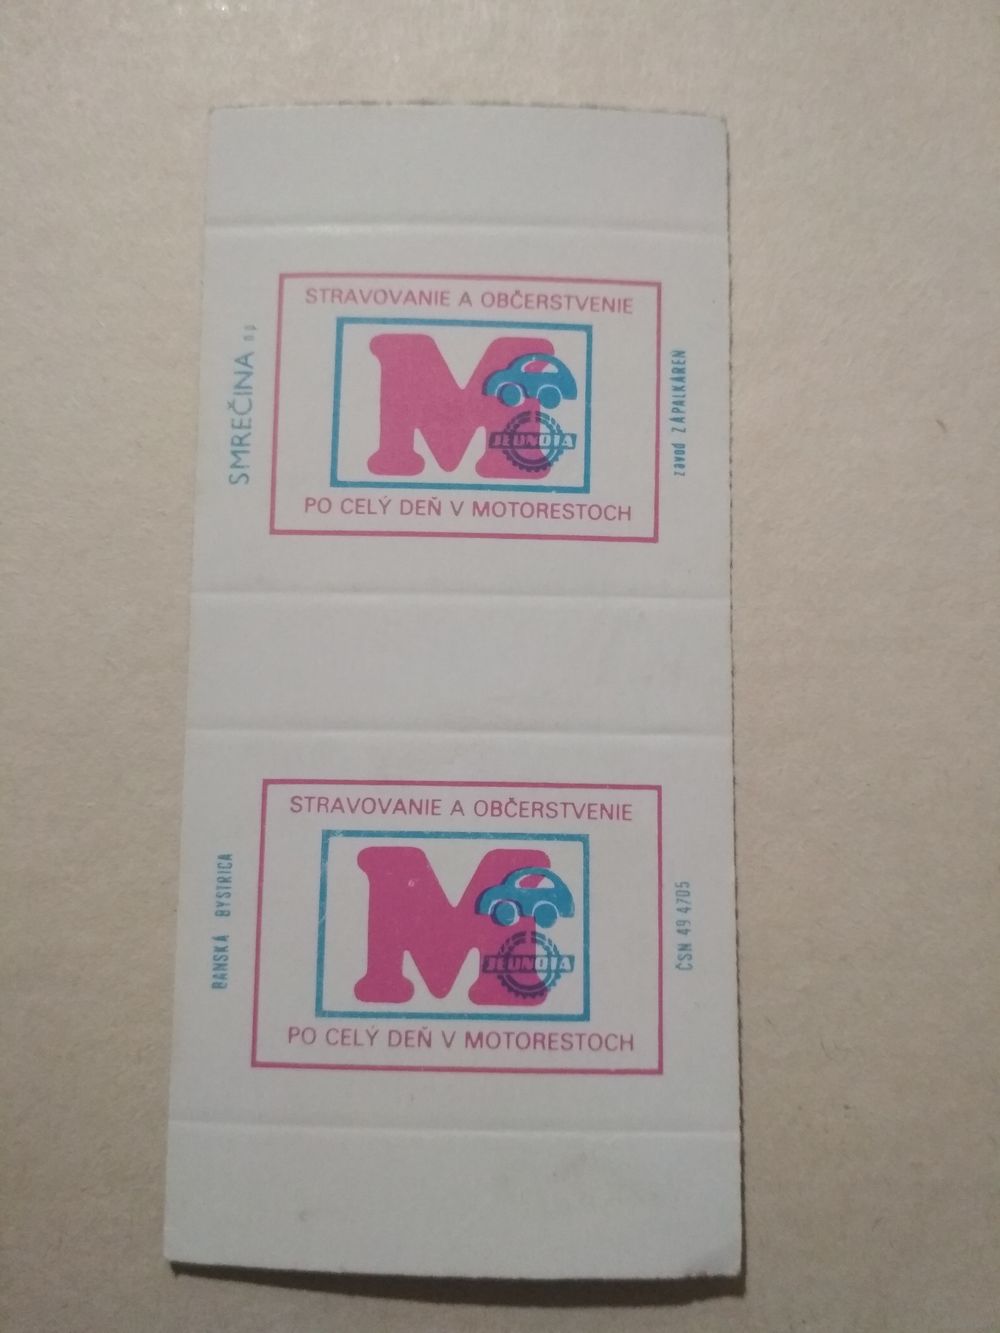 STRAVOVANIE A OBČERSTVENIE
M
JEDNOTA
PO CELÝ DEŇ V MOTORESTOCH
SMREČINA n p
závod ZÁPALKÁREŇ
STRAVOVANIE A OBČERSTVENIE
M
JEDNOTA
PO CELÝ DEŇ V MOTORESTOCH
BANSKÁ BYSTRICA
ČSN 49 4705